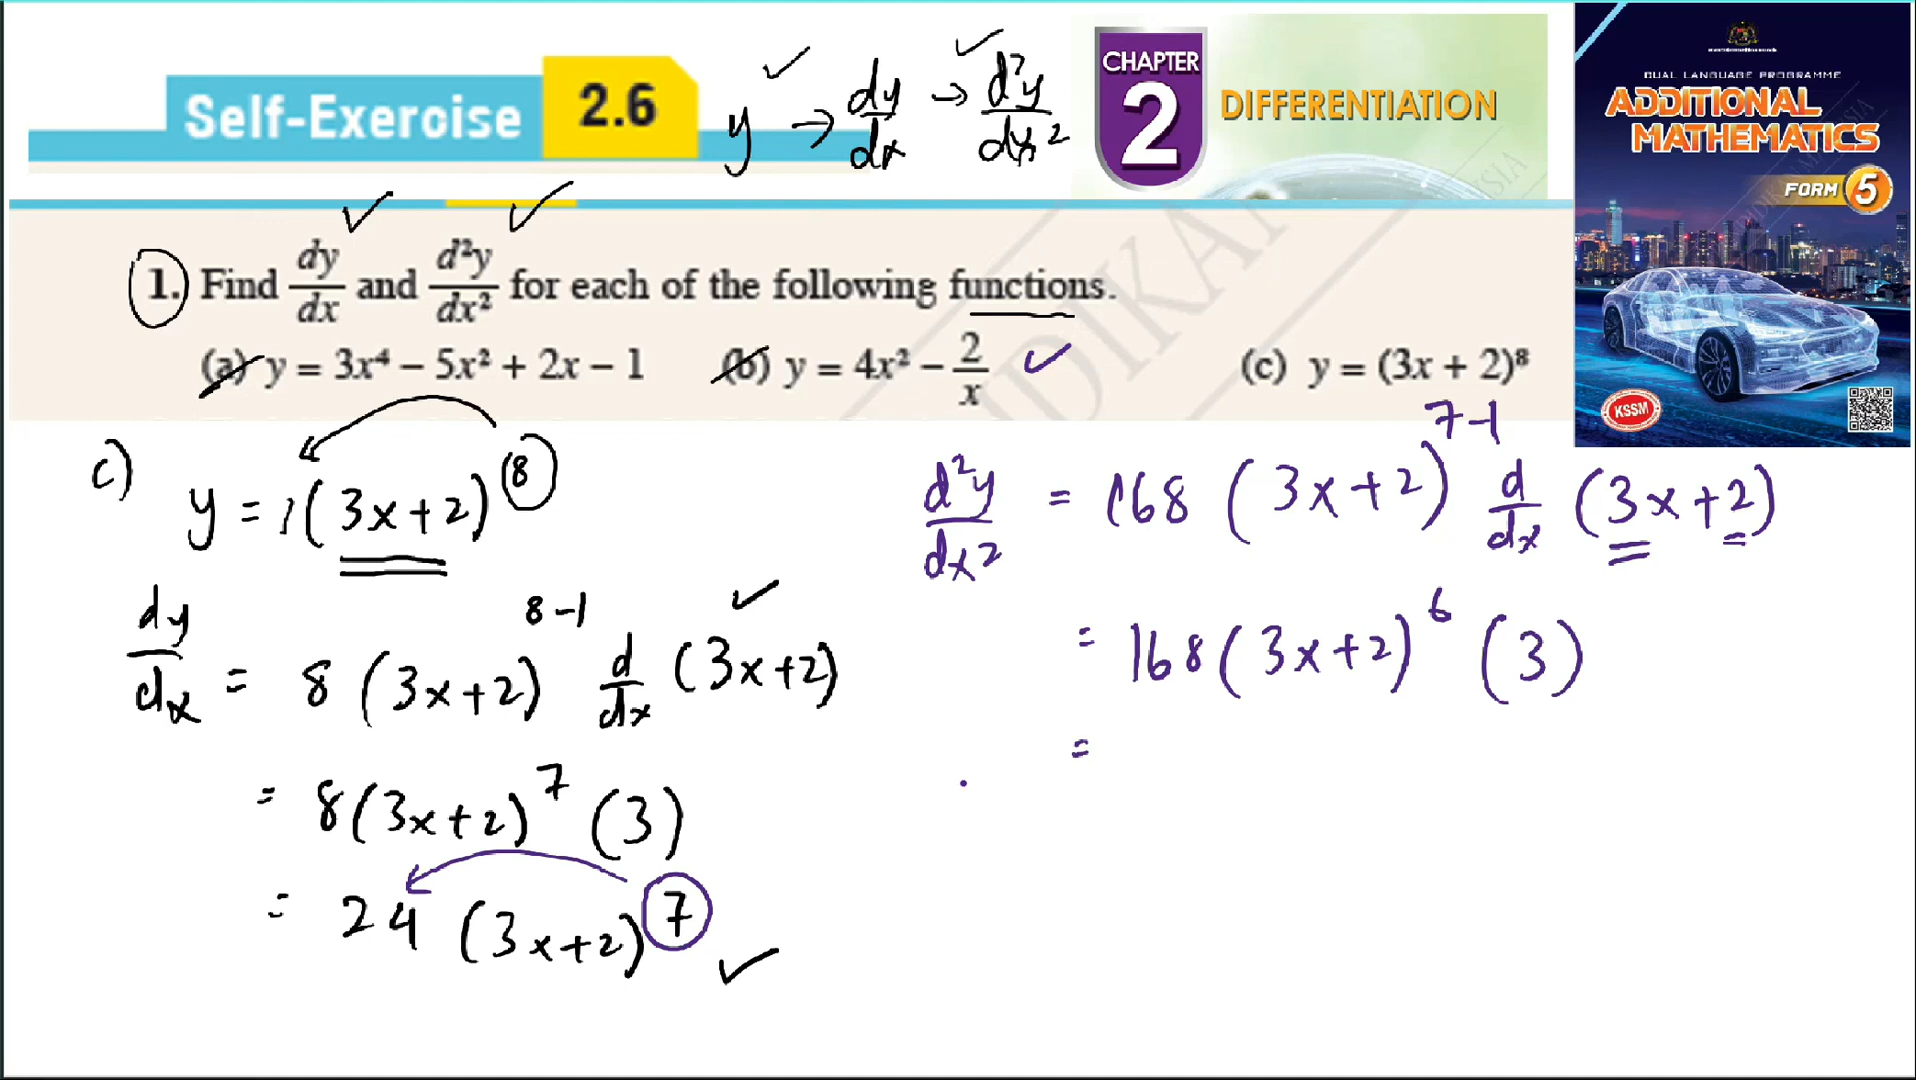 Self-Exercise 2.6
y → dy/dx → d²y/dx²
CHAPTER 2 DIFFERENTIATION
DUAL LANGUAGE PROGRAMME
ADDITIONAL
MATHEMATICS
FORM 5
KSSM
1. Find dy/dx and d²y/dx² for each of the following functions.
(a) y = 3x⁴ – 5x² + 2x – 1 (b) y = 4x² – 2/x (c) y = (3x + 2)⁸
c) y = 1(3x+2)⁸
dy/dx = 8(3x+2)⁸⁻¹ d/dx (3x+2)
= 8(3x+2)⁷ (3)
= 24 (3x+2)⁷
d²y/dx² = 168 (3x+2)⁷⁻¹ d/dx (3x+2)
= 168(3x+2)⁶ (3)
=